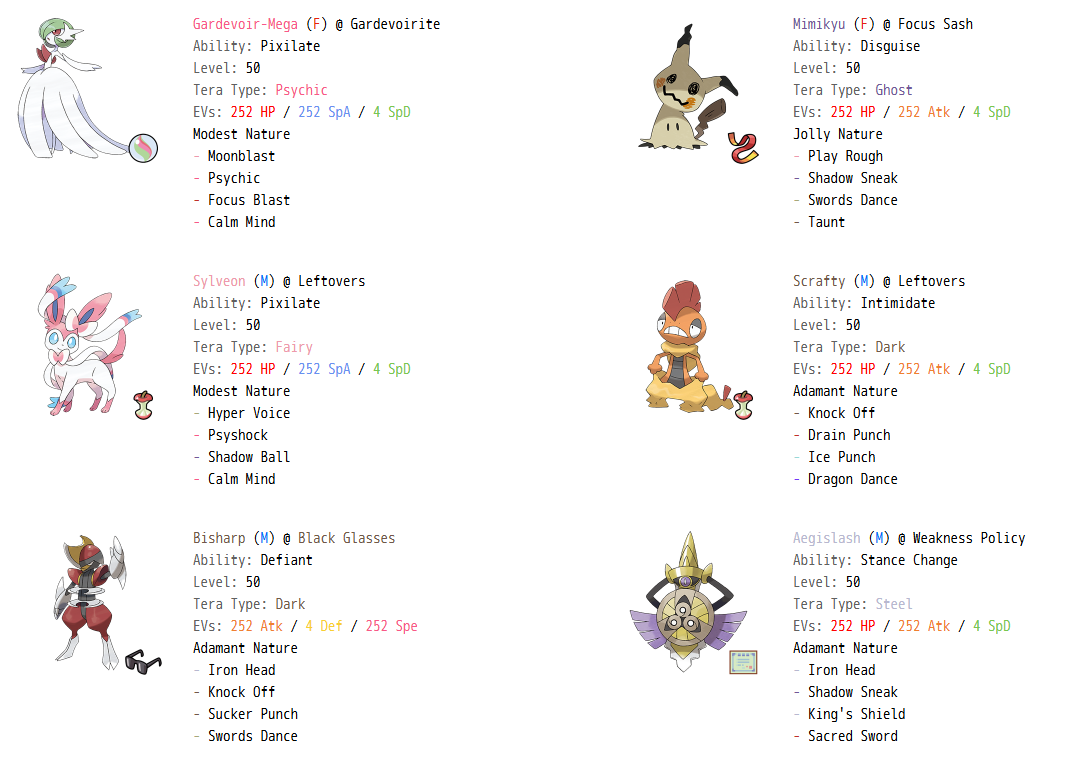 Gardevoir-Mega (F) @ Gardevoirite
Ability: Pixilate
Level: 50
Tera Type: Psychic
EVs: 252 HP / 252 SpA / 4 SpD
Modest Nature
- Moonblast
- Psychic
- Focus Blast
- Calm Mind
Mimikyu (F) @ Focus Sash
Ability: Disguise
Level: 50
Tera Type: Ghost
EVs: 252 HP / 252 Atk / 4 SpD
Jolly Nature
- Play Rough
- Shadow Sneak
- Swords Dance
- Taunt
Sylveon (M) @ Leftovers
Ability: Pixilate
Level: 50
Tera Type: Fairy
EVs: 252 HP / 252 SpA / 4 SpD
Modest Nature
- Hyper Voice
- Psyshock
- Shadow Ball
- Calm Mind
Scrafty (M) @ Leftovers
Ability: Intimidate
Level: 50
Tera Type: Dark
EVs: 252 HP / 252 Atk / 4 SpD
Adamant Nature
- Knock Off
- Drain Punch
- Ice Punch
- Dragon Dance
Bisharp (M) @ Black Glasses
Ability: Defiant
Level: 50
Tera Type: Dark
EVs: 252 Atk / 4 Def / 252 Spe
Adamant Nature
- Iron Head
- Knock Off
- Sucker Punch
- Swords Dance
Aegislash (M) @ Weakness Policy
Ability: Stance Change
Level: 50
Tera Type: Steel
EVs: 252 HP / 252 Atk / 4 SpD
Adamant Nature
- Iron Head
- Shadow Sneak
- King's Shield
- Sacred Sword